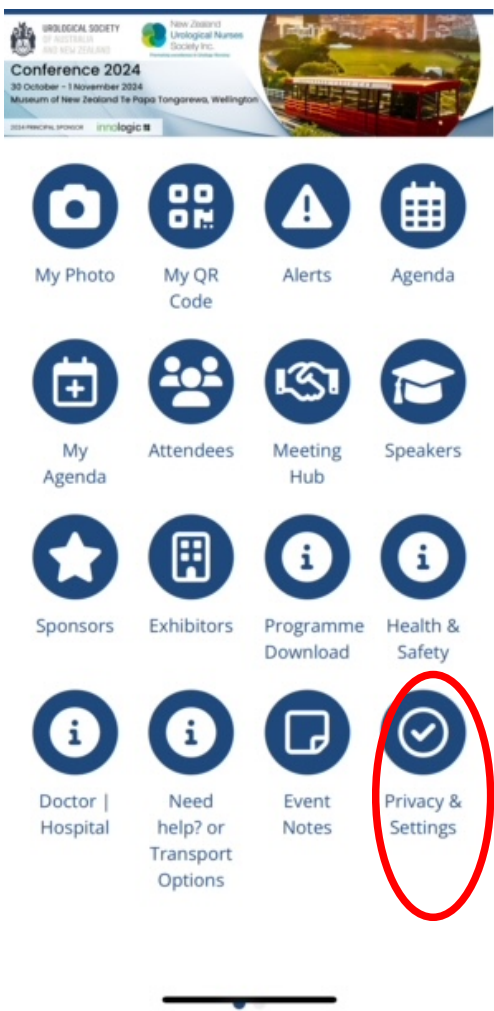 UROLOGICAL SOCIETY
OF AUSTRALIA
AND NEW ZEALAND
New Zealand
Urological Nurses
Society Inc.
Conference 2024
30 October - 1 November 2024
Museum of New Zealand Te Papa Tongarewa, Wellington
2024 PRINCIPAL SPONSOR innologic
My Photo
My QR
Code
Alerts
Agenda
My
Agenda
Attendees
Meeting
Hub
Speakers
Sponsors
Exhibitors
Programme
Download
Health &
Safety
Doctor |
Hospital
Need
help? or
Transport
Options
Event
Notes
Privacy &
Settings